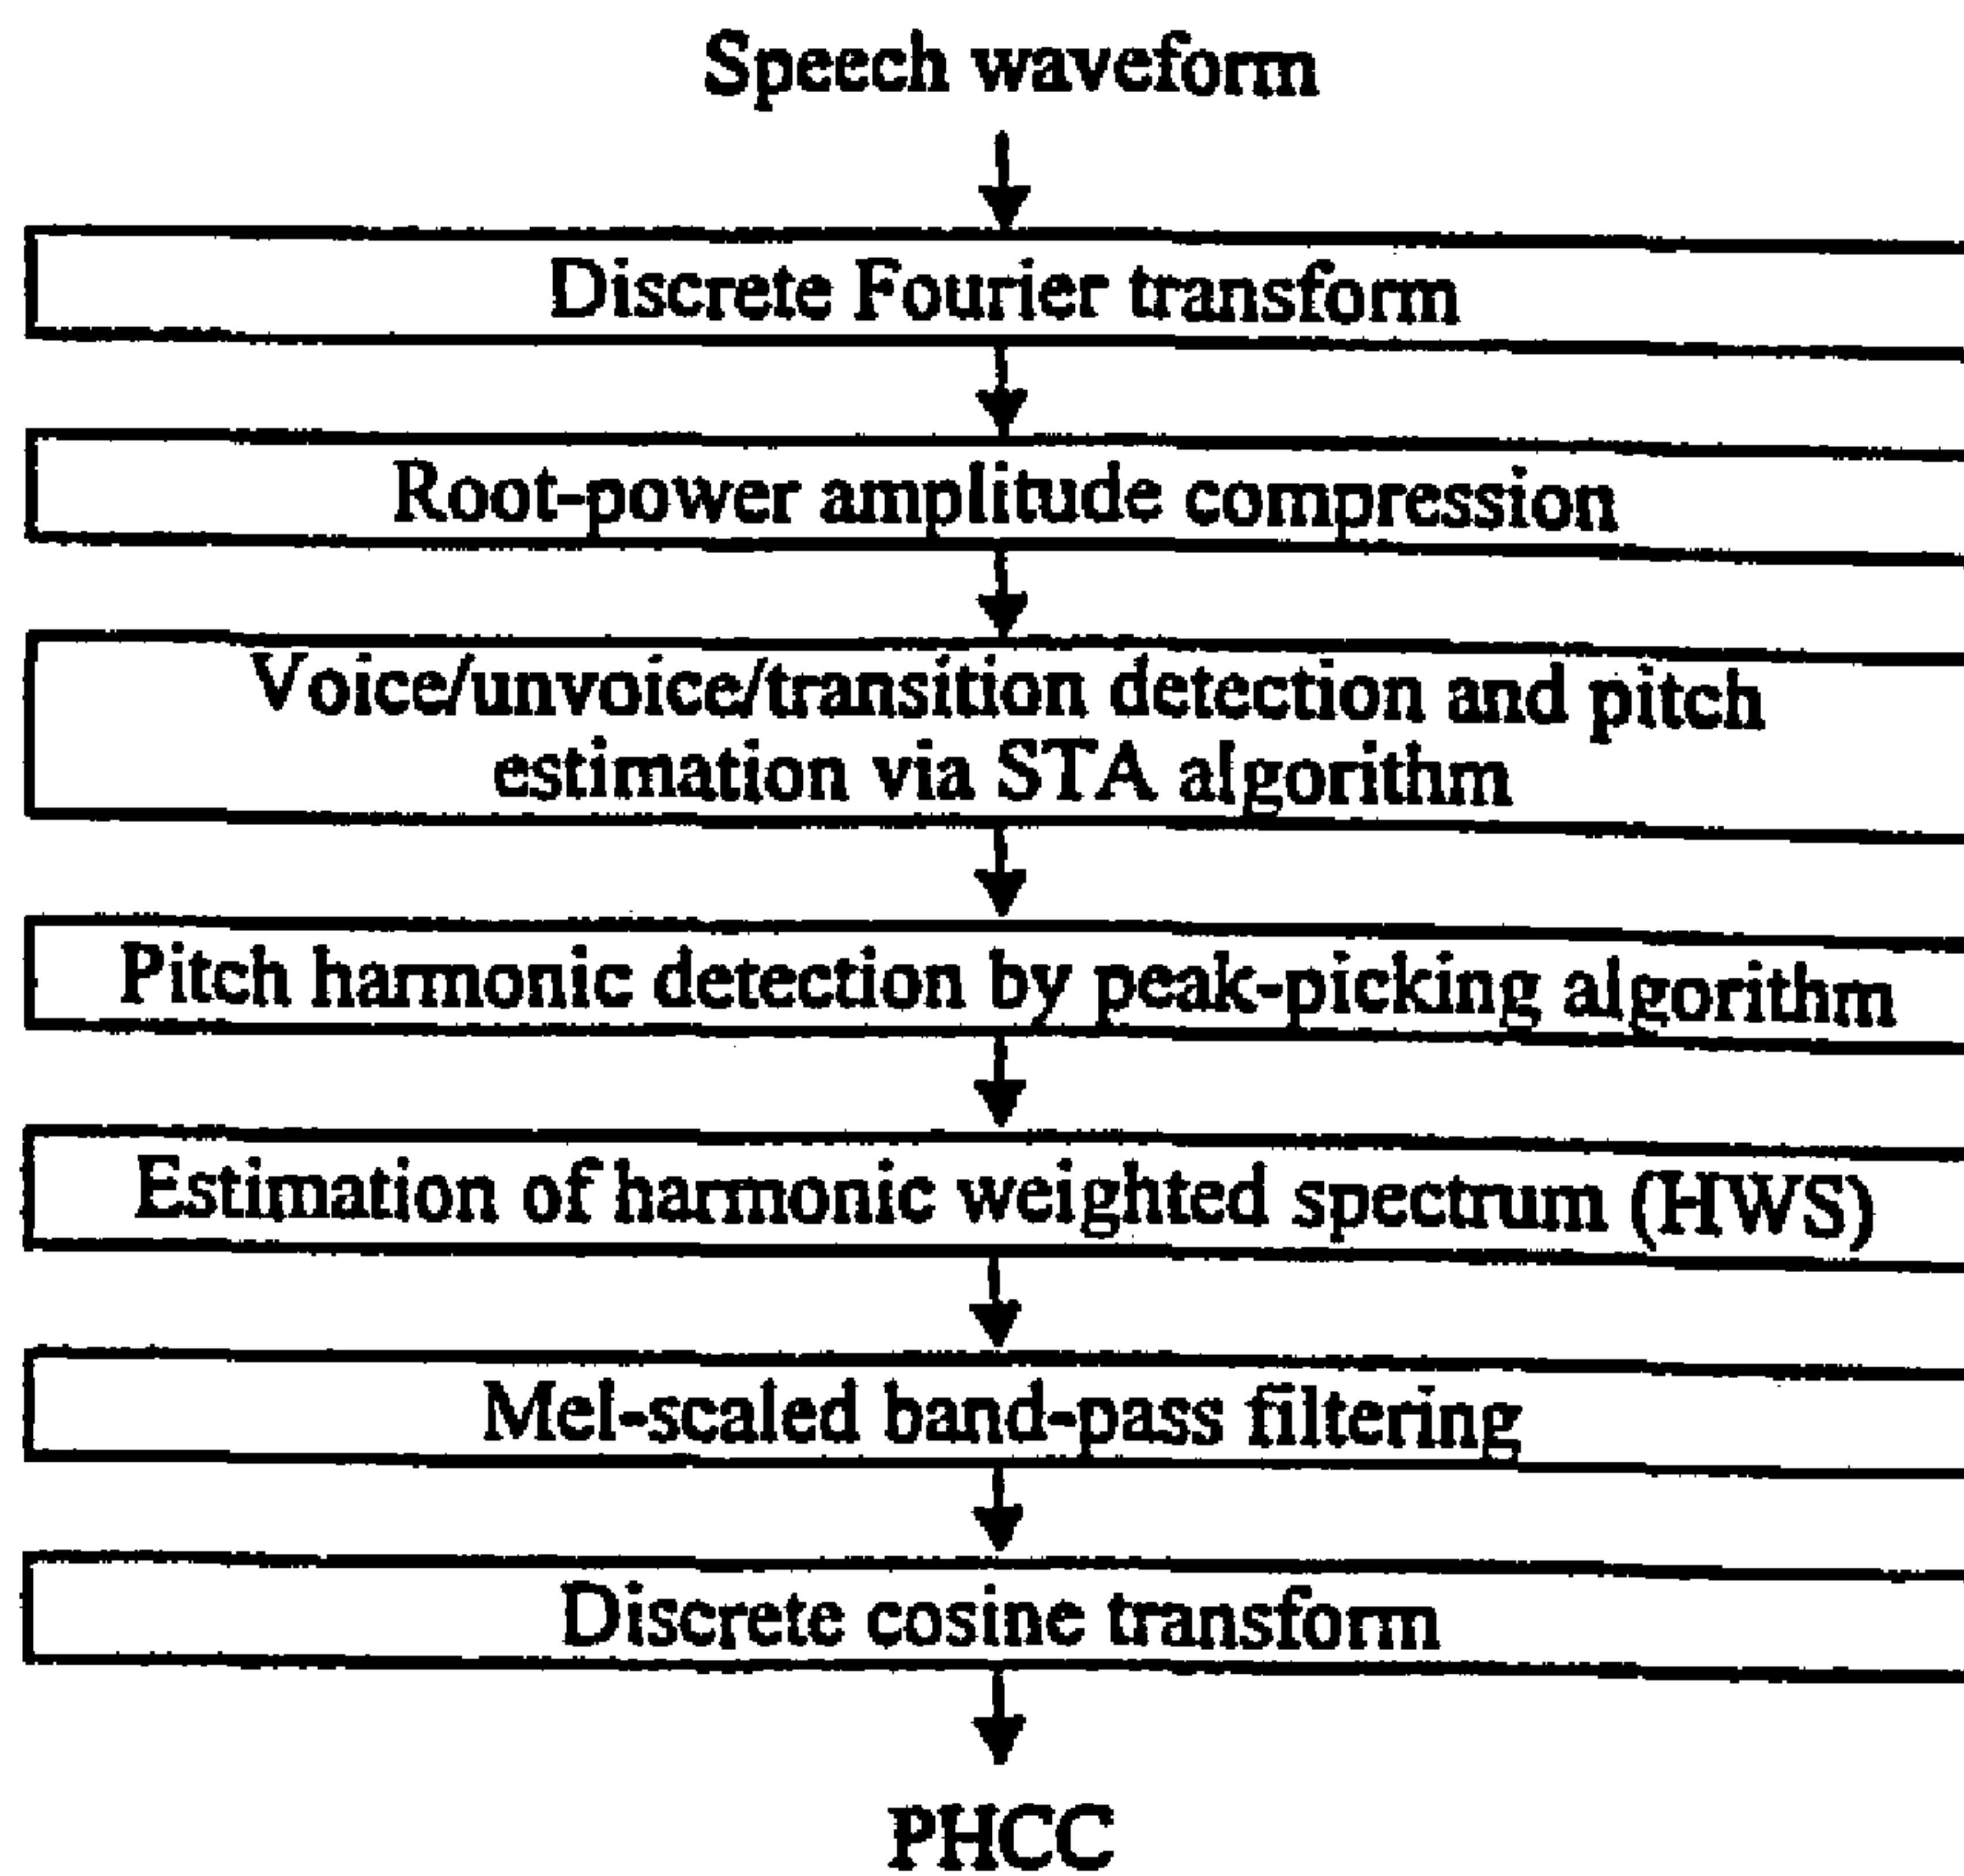 Speech waveform
Discrete Fourier transform
Root-power amplitude compression
Voice/unvoice/transition detection and pitch
estimation via STA algorithm
Pitch harmonic detection by peak-picking algorithm
Estimation of harmonic weighted spectrum (HWS)
Mel-scaled band-pass filtering
Discrete cosine transform
PHCC